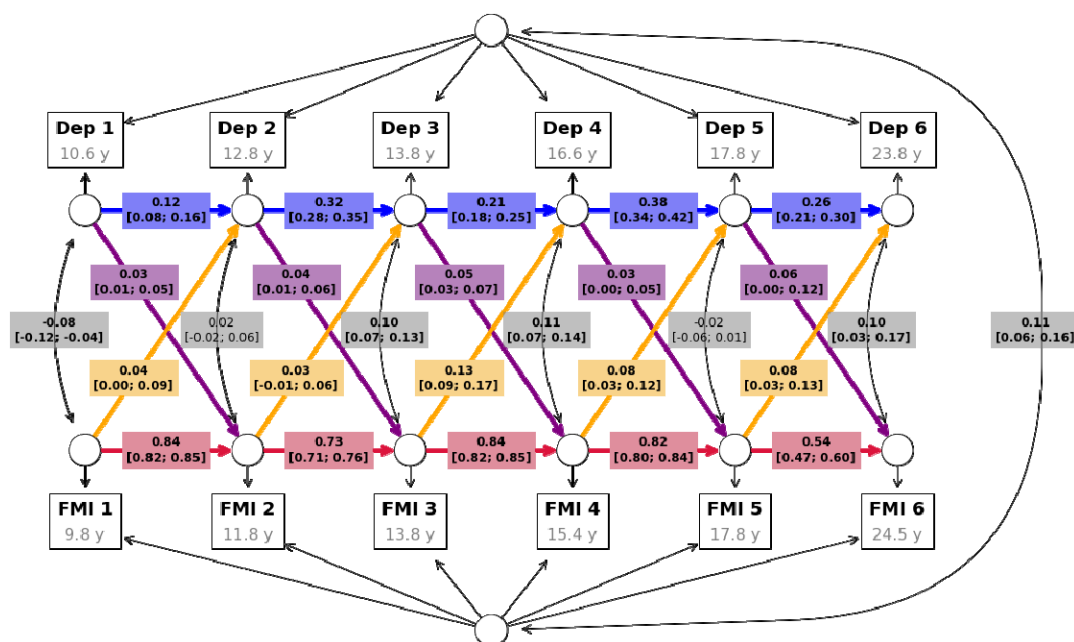 Dep 1
10.6 y
Dep 2
12.8 y
Dep 3
13.8 y
Dep 4
16.6 y
Dep 5
17.8 y
Dep 6
23.8 y
0.12
[0.08; 0.16]
0.32
[0.28; 0.35]
0.21
[0.18; 0.25]
0.38
[0.34; 0.42]
0.26
[0.21; 0.30]
0.03
[0.01; 0.05]
0.04
[0.01; 0.06]
0.05
[0.03; 0.07]
0.03
[0.00; 0.05]
0.06
[0.00; 0.12]
-0.08
[-0.12; -0.04]
0.02
[-0.02; 0.06]
0.10
[0.07; 0.13]
0.11
[0.07; 0.14]
-0.02
[-0.06; 0.01]
0.10
[0.03; 0.17]
0.11
[0.06; 0.16]
0.04
[0.00; 0.09]
0.03
[-0.01; 0.06]
0.13
[0.09; 0.17]
0.08
[0.03; 0.12]
0.08
[0.03; 0.13]
0.84
[0.82; 0.85]
0.73
[0.71; 0.76]
0.84
[0.82; 0.85]
0.82
[0.80; 0.84]
0.54
[0.47; 0.60]
FMI 1
9.8 y
FMI 2
11.8 y
FMI 3
13.8 y
FMI 4
15.4 y
FMI 5
17.8 y
FMI 6
24.5 y